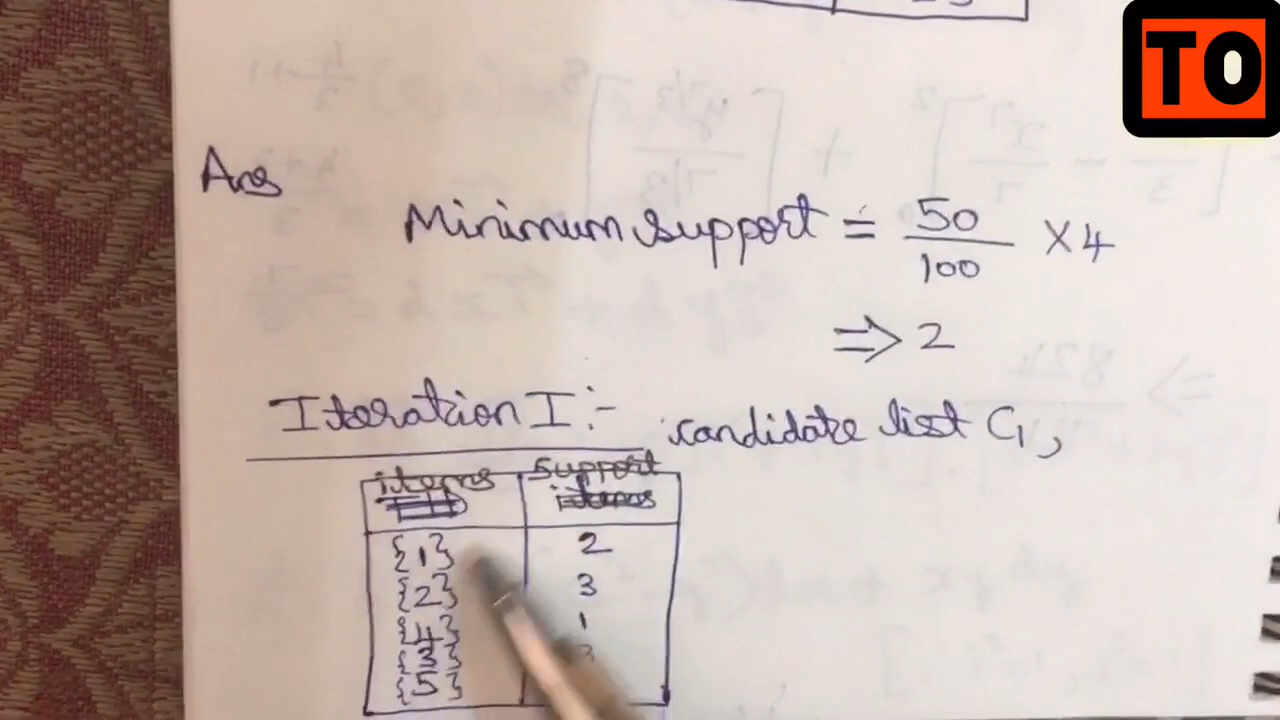 TO
Ans
Minimum support = 50/100 × 4
⇒ 2
Iteration I :- candidate list C₁,
items support
{1} 2
{2} 3
{4} 1
{3} 3
{5}